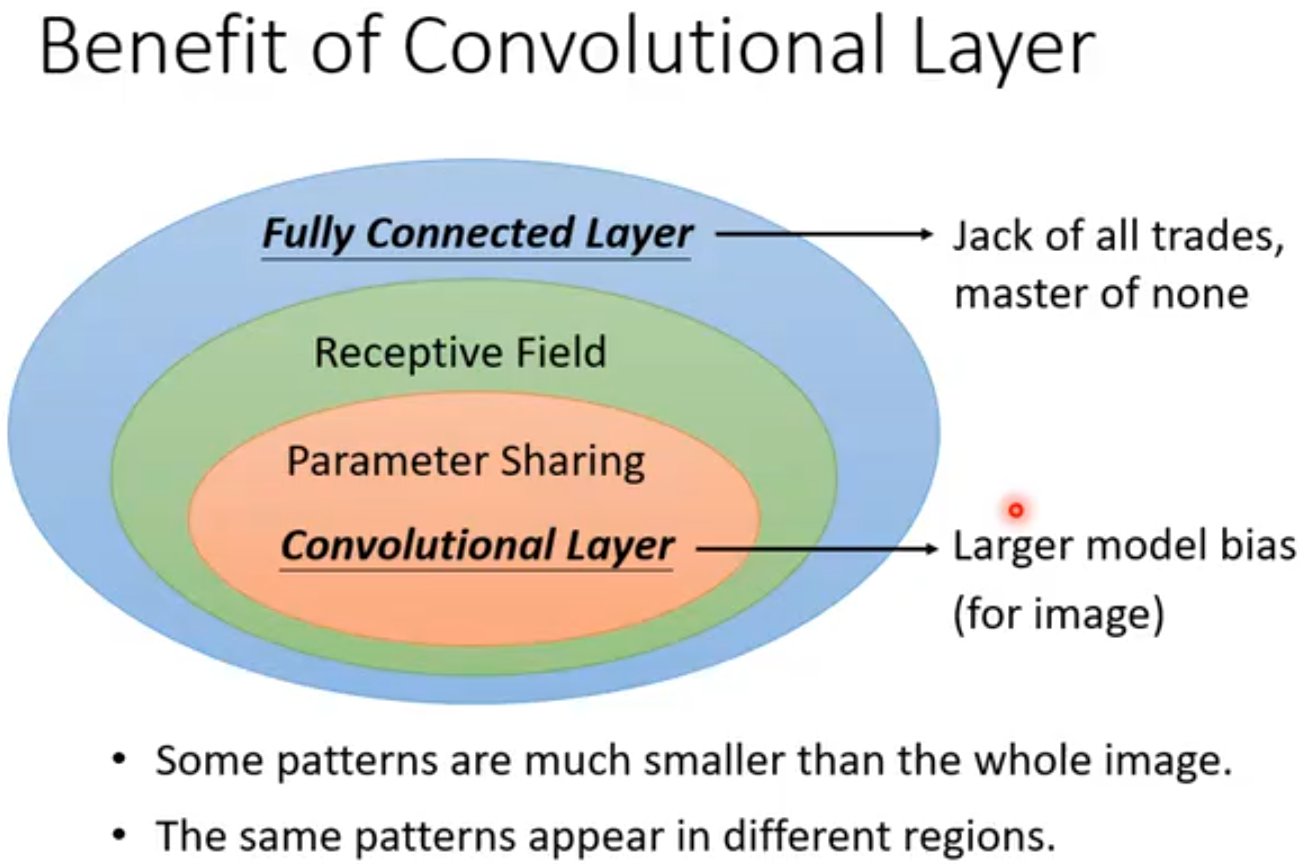 Benefit of Convolutional Layer
Fully Connected Layer
Jack of all trades,
master of none
Receptive Field
Parameter Sharing
Convolutional Layer
Larger model bias
(for image)
• Some patterns are much smaller than the whole image.
• The same patterns appear in different regions.